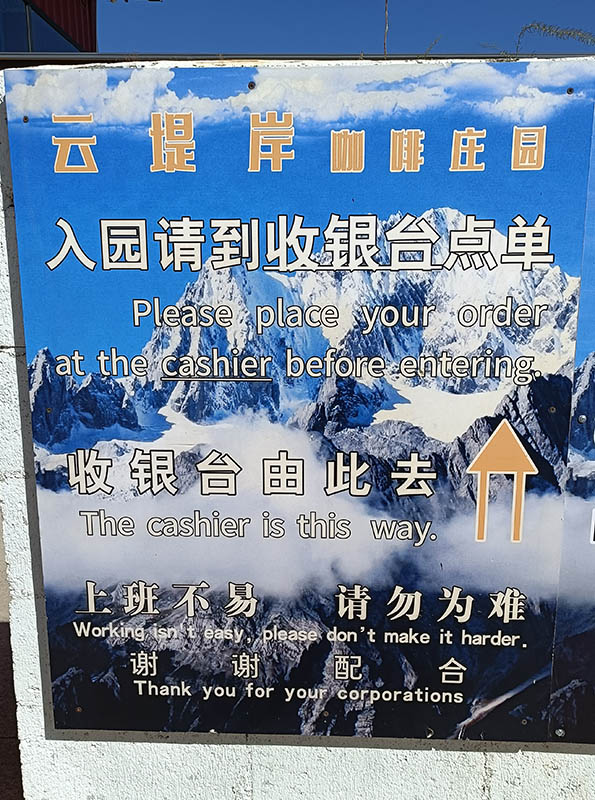 云堤岸咖啡庄园
入园请到收银台点单
Please place your order
at the cashier before entering.
收银台由此去
The cashier is this way.
上班不易 请勿为难
Working isn't easy, please don't make it harder.
谢谢配合
Thank you for your corporations